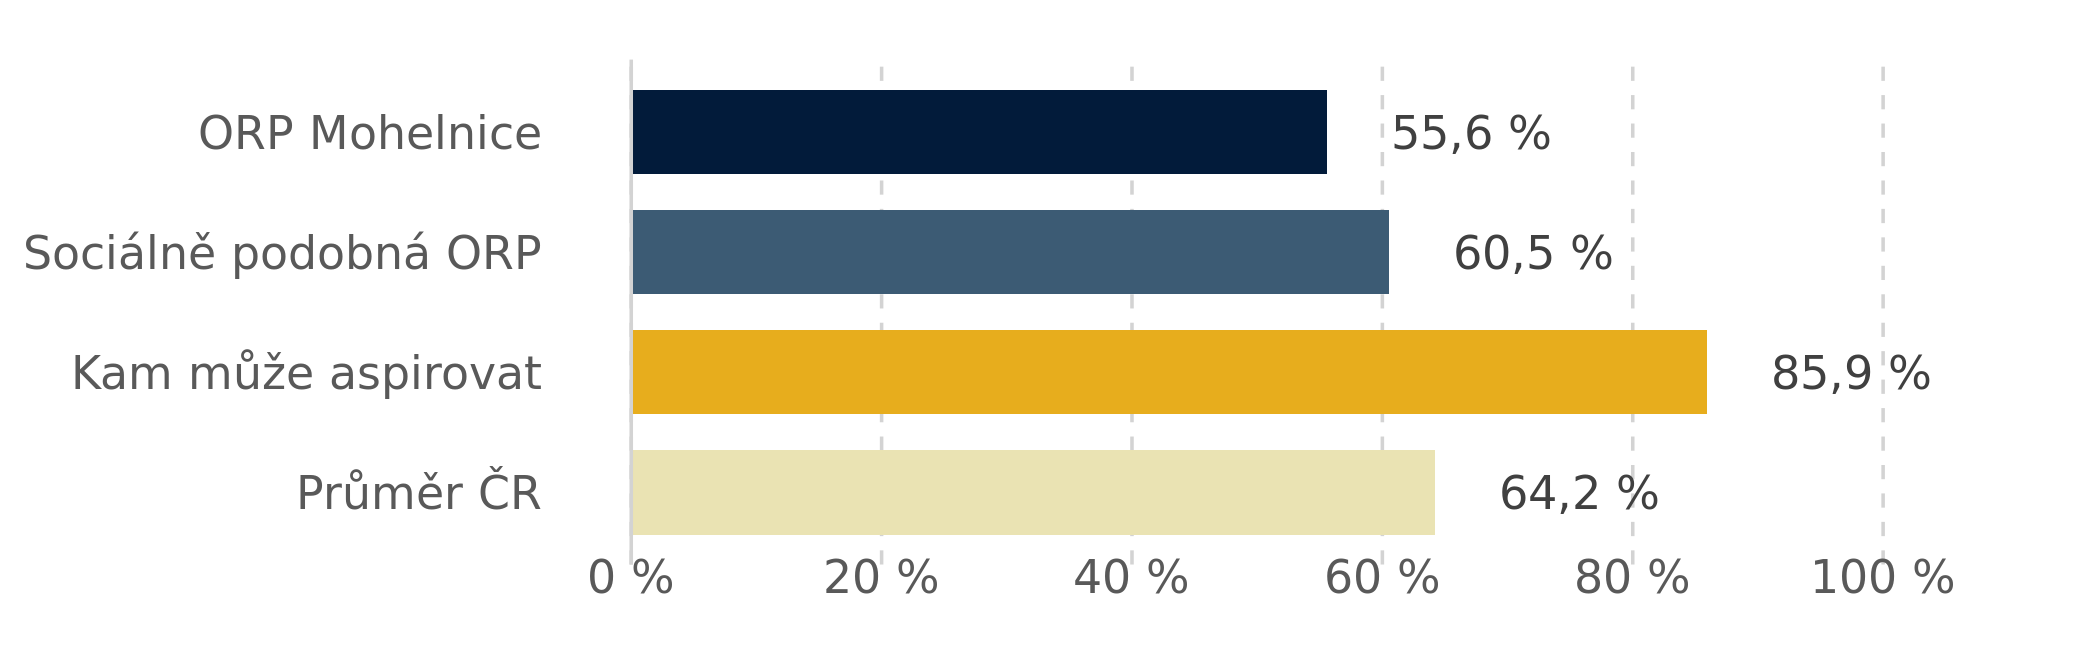 ORP Mohelnice 55,6 %
Sociálně podobná ORP 60,5 %
Kam může aspirovat 85,9 %
Průměr ČR 64,2 %
0 % 20 % 40 % 60 % 80 % 100 %